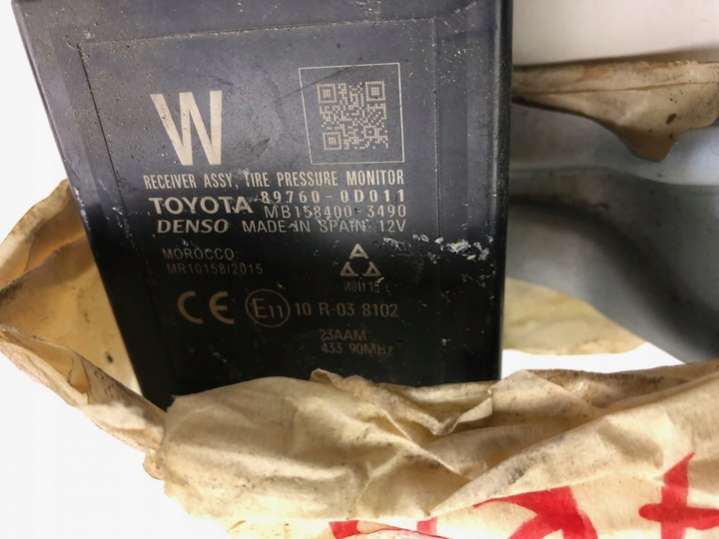 W
RECEIVER ASSY, TIRE PRESSURE MONITOR
TOYOTA 89760-0D011
MB158400-3490
DENSO MADE IN SPAIN 12V
MOROCCO:
MR10158/2015
CE E11 10 R-03 8102
23AAM
433.90MHz